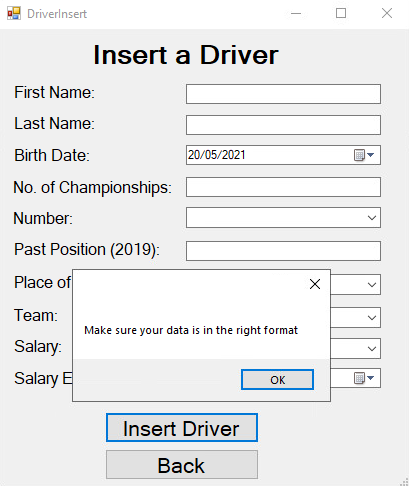 DriverInsert
Insert a Driver
First Name:
Last Name:
Birth Date: 20/05/2021
No. of Championships:
Number:
Past Position (2019):
Place of
Make sure your data is in the right format
Team:
Salary:
OK
Salary E
Insert Driver
Back